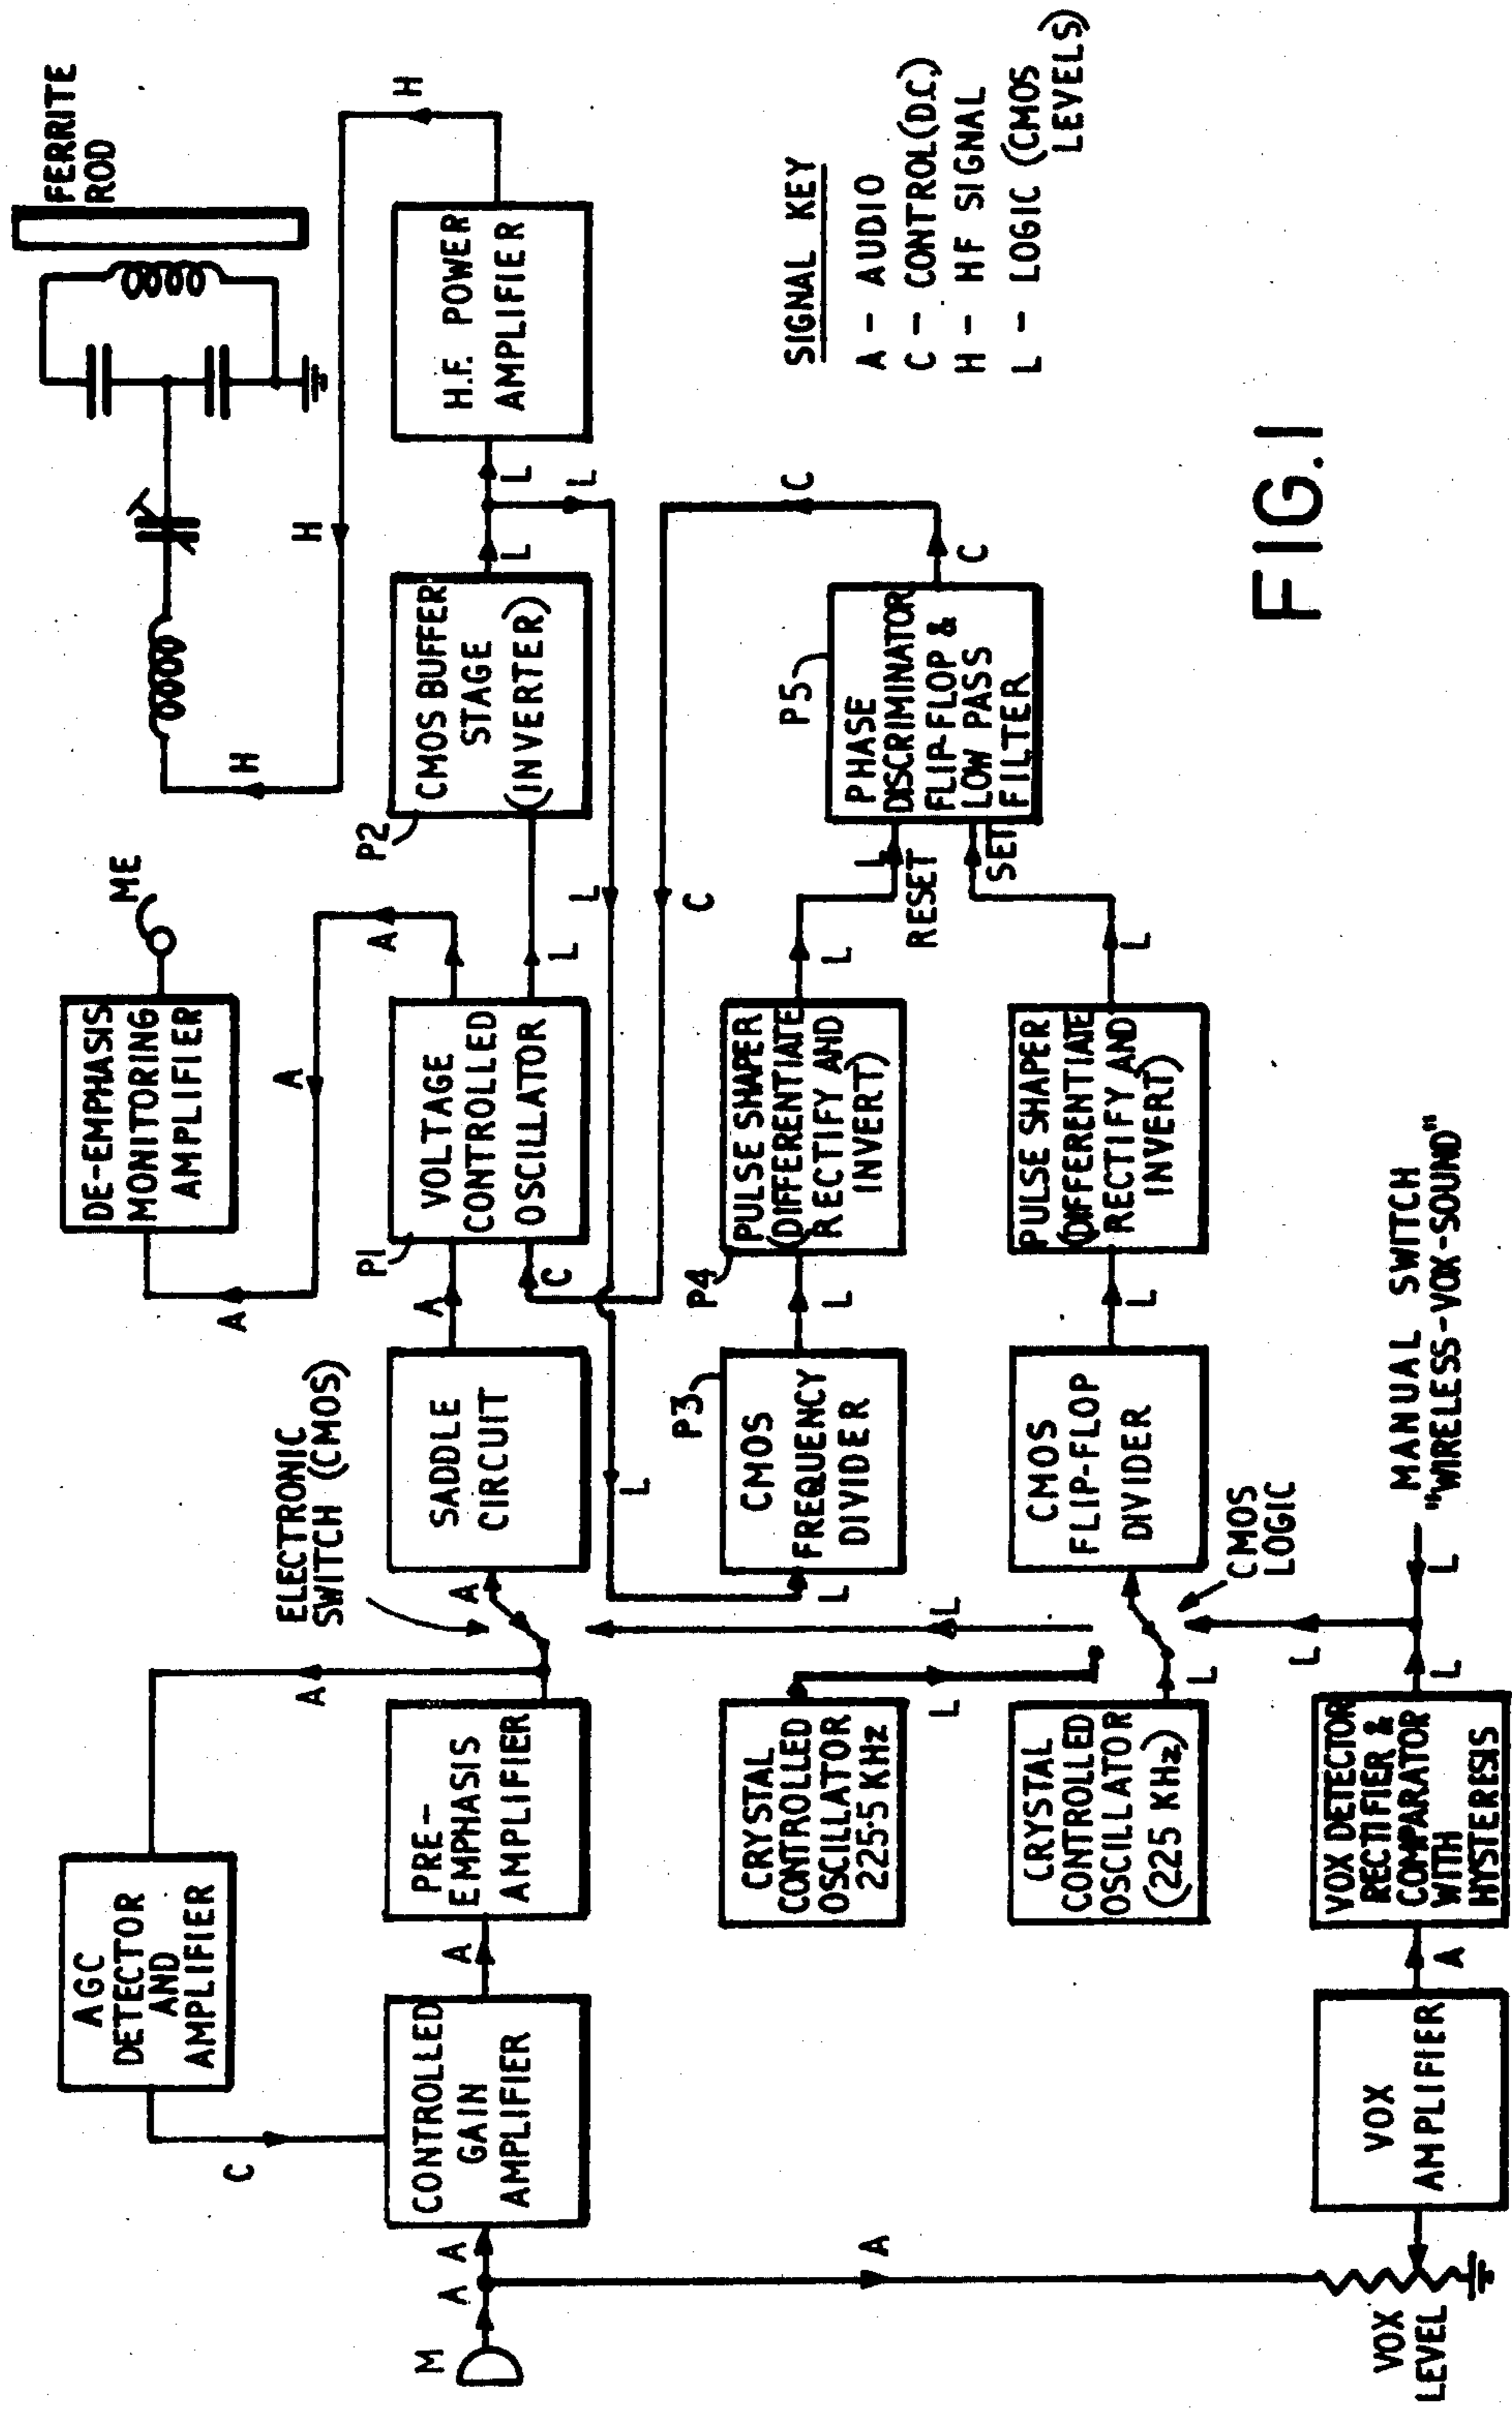 FERRITE
ROD
ME
DE-EMPHASIS
MONITORING
AMPLIFIER
AGC
DETECTOR
AND
AMPLIFIER
ELECTRONIC
SWITCH (CMOS)
H
H
H
A
A
A
A
C
M
A
A
CONTROLLED
GAIN
AMPLIFIER
A
PRE-
EMPHASIS
AMPLIFIER
A
SADDLE
CIRCUIT
A
C
P1
VOLTAGE
CONTROLLED
OSCILLATOR
L
P2
CMOS BUFFER
STAGE
(INVERTER)
L
L
L
H.F. POWER
AMPLIFIER
L
L
C
C
A
CRYSTAL
CONTROLLED
OSCILLATOR
225·5 KHz
L
L
L
P3
CMOS
FREQUENCY
DIVIDER
L
P4
PULSE SHAPER
(DIFFERENTIATE
RECTIFY AND
INVERT)
L
L
RESET
SET
P5
PHASE
DISCRIMINATOR
FLIP-FLOP &
LOW PASS
FILTER
C
CRYSTAL
CONTROLLED
OSCILLATOR
(225 KHz)
L
CMOS
FLIP-FLOP
DIVIDER
L
PULSE SHAPER
(DIFFERENTIATE
RECTIFY AND
INVERT)
L
CMOS
LOGIC
VOX
LEVEL
VOX
AMPLIFIER
A
VOX DETECTOR
RECTIFIER &
COMPARATOR
WITH
HYSTERESIS
L
L
L
MANUAL SWITCH
"WIRELESS-VOX-SOUND"
SIGNAL KEY
A - AUDIO
C - CONTROL (D.C.)
H - HF SIGNAL
L - LOGIC (CMOS
LEVELS)
FIG.1